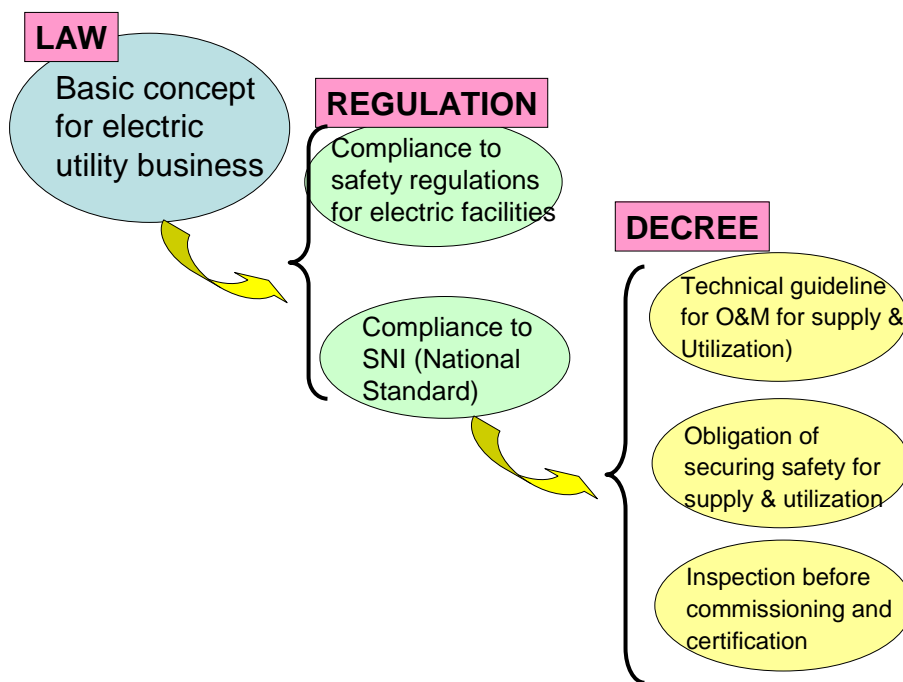 LAW
Basic concept
for electric
utility business
REGULATION
Compliance to
safety regulations
for electric facilities
Compliance to
SNI (National
Standard)
DECREE
Technical guideline
for O&M for supply &
Utilization)
Obligation of
securing safety for
supply & utilization
Inspection before
commissioning and
certification